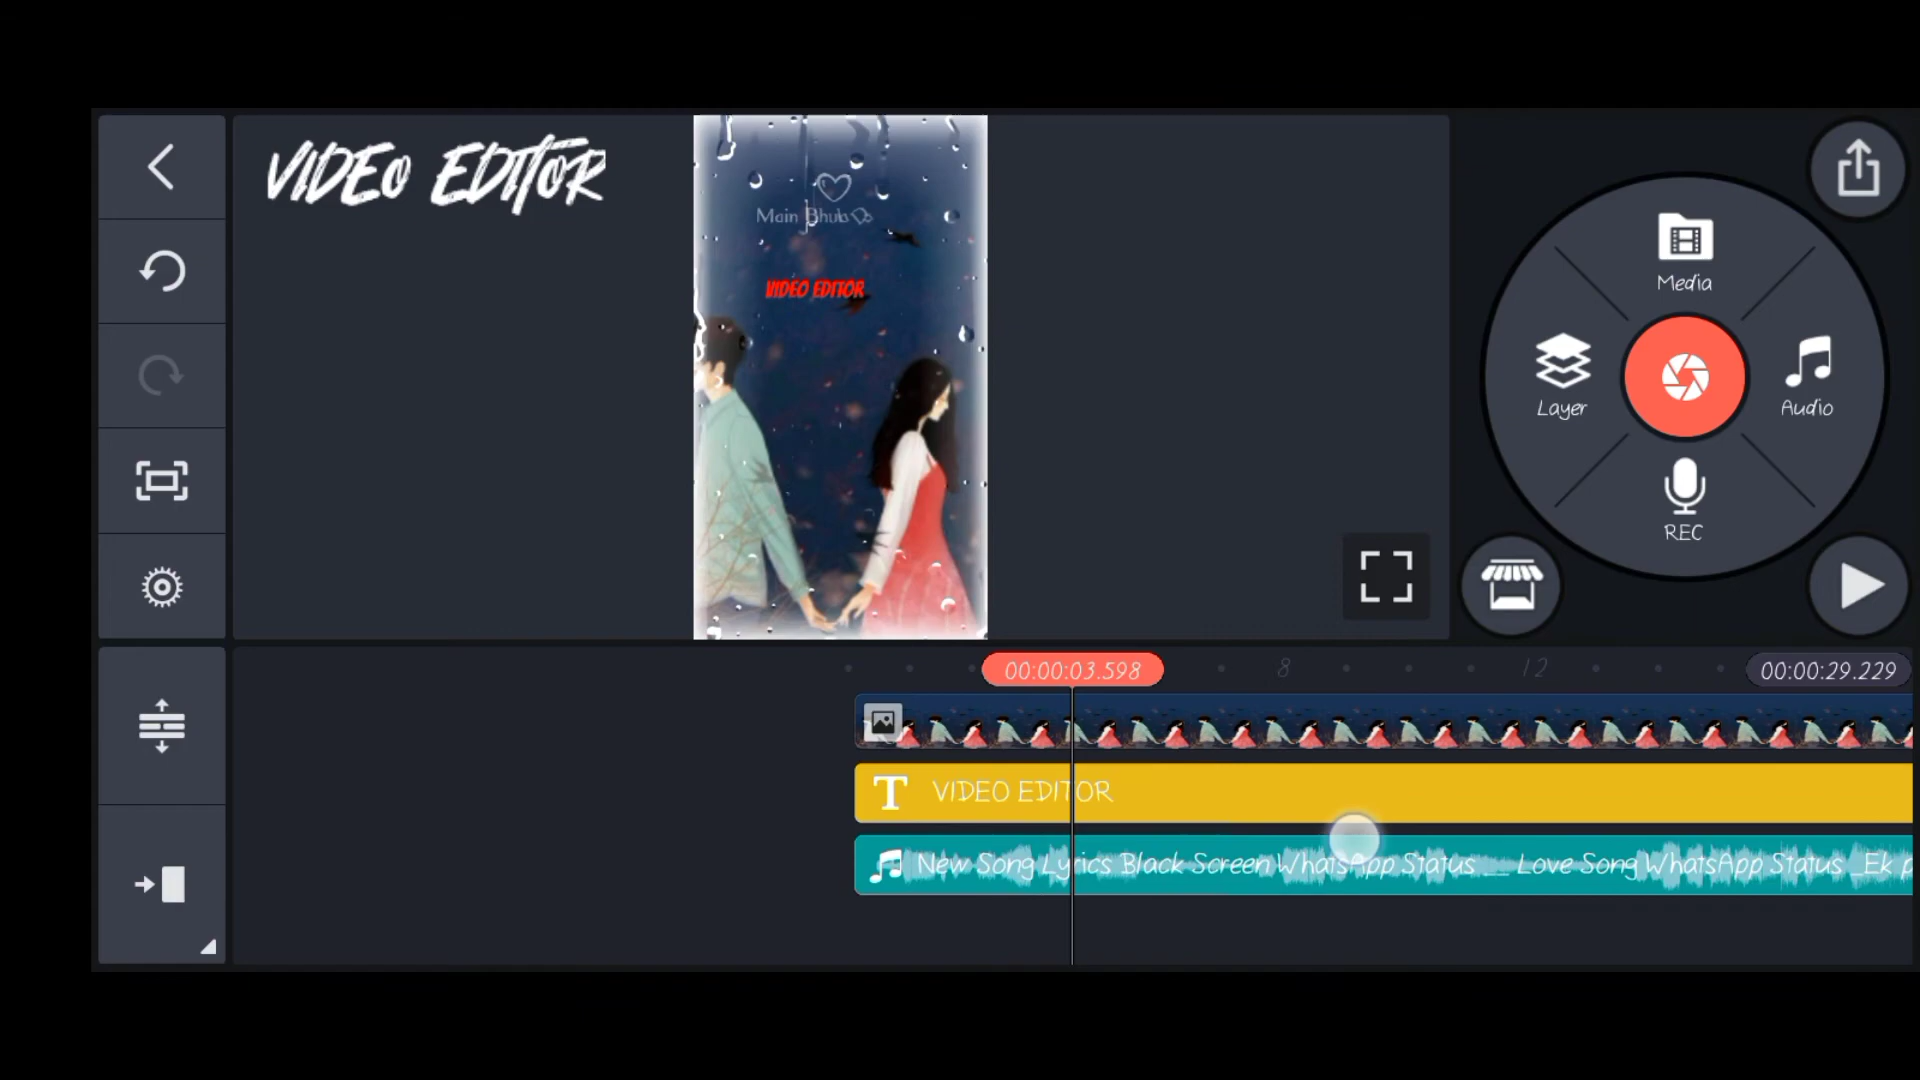 VIDEO EDITOR
Main Bhula
VIDEO EDITOR
Media
Layer
Audio
REC
00:00:03.598
8
12
00:00:29.229
T VIDEO EDITOR
New Song Lyrics Black Screen WhatsApp Status __ Love Song WhatsApp Status _Ek p